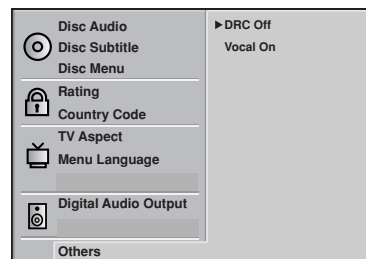 Disc Audio
Disc Subtitle
Disc Menu
Rating
Country Code
TV Aspect
Menu Language
Digital Audio Output
Others
DRC Off
Vocal On